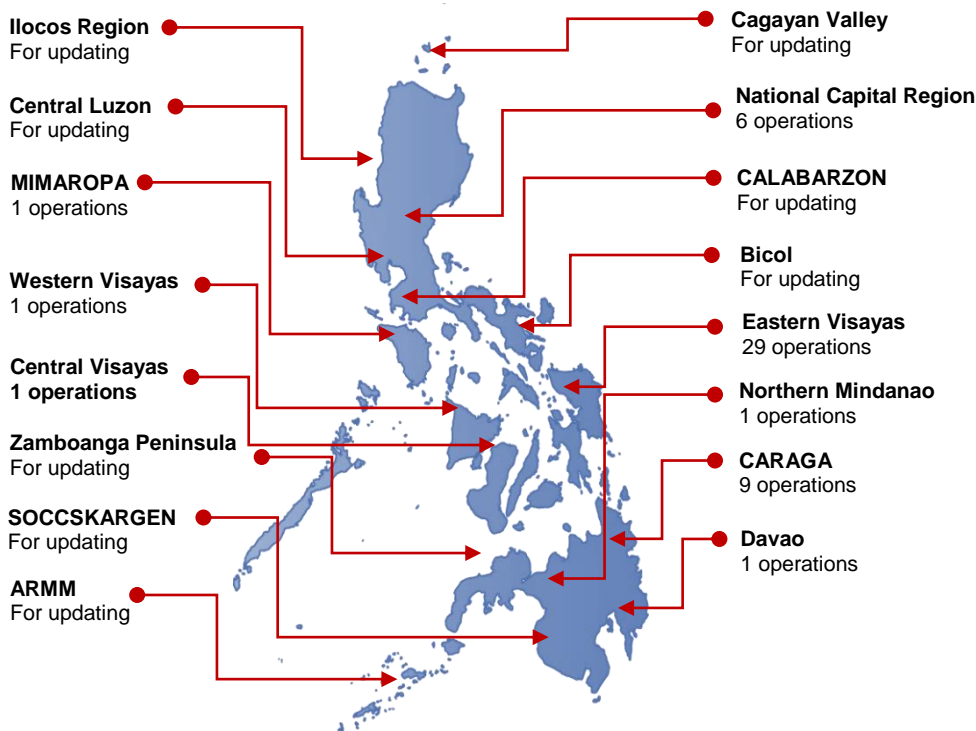 Ilocos Region
For updating
Central Luzon
For updating
MIMAROPA
1 operations
Western Visayas
1 operations
Central Visayas
1 operations
Zamboanga Peninsula
For updating
SOCCSKARGEN
For updating
ARMM
For updating
Cagayan Valley
For updating
National Capital Region
6 operations
CALABARZON
For updating
Bicol
For updating
Eastern Visayas
29 operations
Northern Mindanao
1 operations
CARAGA
9 operations
Davao
1 operations